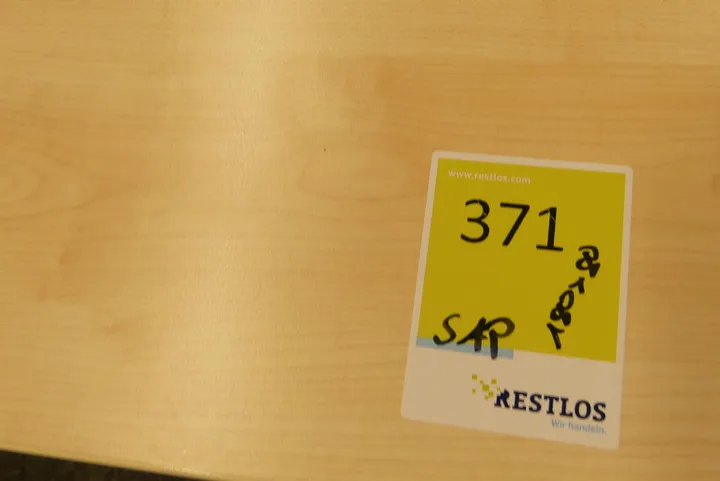 www.restlos.com
371
SAP
RESTLOS
Wir handeln.